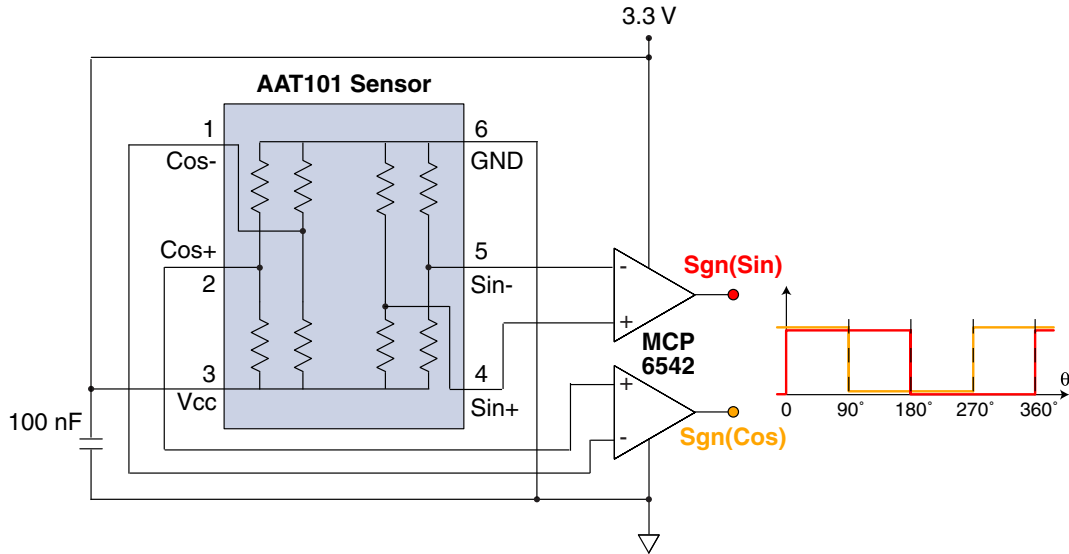 3.3 V
AAT101 Sensor
1
Cos-
6
GND
Cos+
2
5
Sin-
3
Vcc
4
Sin+
100 nF
-
+
MCP
6542
+
-
Sgn(Sin)
Sgn(Cos)
θ
0 90° 180° 270° 360°